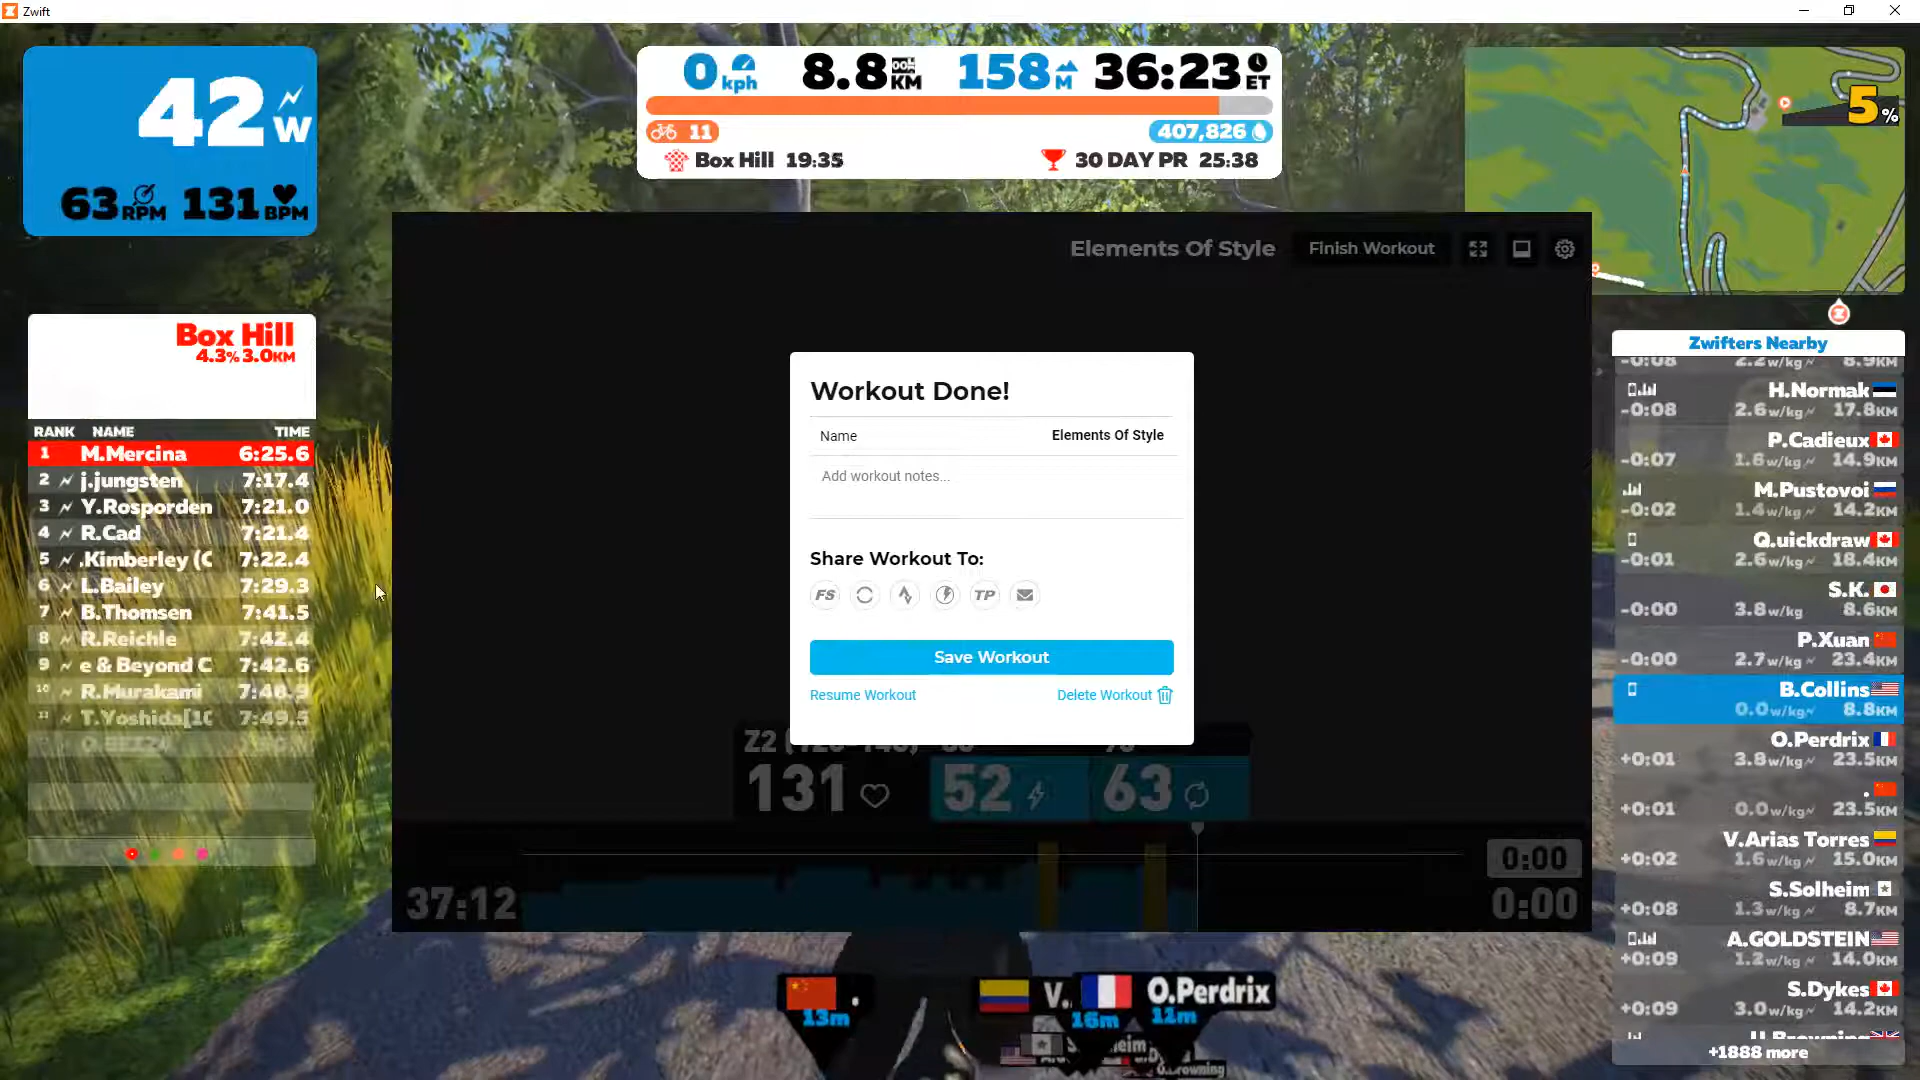 Zwift
42 W
63 RPM 131 BPM
0 kph 8.8 KM 158 M 36:23 ET
11
407,826
Box Hill 19:35
30 DAY PR 25:38
5%
Elements Of Style
Finish Workout
Box Hill
4.3% 3.0KM
RANK NAME TIME
1 M.Mercina 6:25.6
2 j.jungsten 7:17.4
3 Y.Rosporden 7:21.0
4 R.Cad 7:21.4
5 .Kimberley (C 7:22.4
6 L.Bailey 7:29.3
7 B.Thomsen 7:41.5
8 R.Reichle 7:42.4
9 e & Beyond C 7:42.6
10 R.Murakami 7:48.9
11 T.Yoshida[1C 7:49.5
Workout Done!
Name Elements Of Style
Add workout notes...
Share Workout To:
FS TP
Save Workout
Resume Workout
Delete Workout
Z2
131 52 63
37:12
0:00
0:00
Zwifters Nearby
-0:08 2.2w/kg 8.9KM
H.Normak
-0:08 2.6w/kg 17.8KM
P.Cadieux
-0:07 1.6w/kg 14.9KM
M.Pustovoi
-0:02 1.4w/kg 14.2KM
Q.uickdraw
-0:01 2.6w/kg 18.4KM
S.K.
-0:00 3.8w/kg 8.6KM
P.Xuan
-0:00 2.7w/kg 23.4KM
B.Collins
0.0w/kg 8.8KM
O.Perdrix
+0:01 3.8w/kg 23.5KM
.
+0:01 0.0w/kg 23.5KM
V.Arias Torres
+0:02 1.6w/kg 15.0KM
S.Solheim
+0:08 1.3w/kg 8.7KM
A.GOLDSTEIN
+0:09 1.2w/kg 14.0KM
S.Dykes
+0:09 3.0w/kg 14.2KM
+1888 more
. V. O.Perdrix
13m 16m 12m